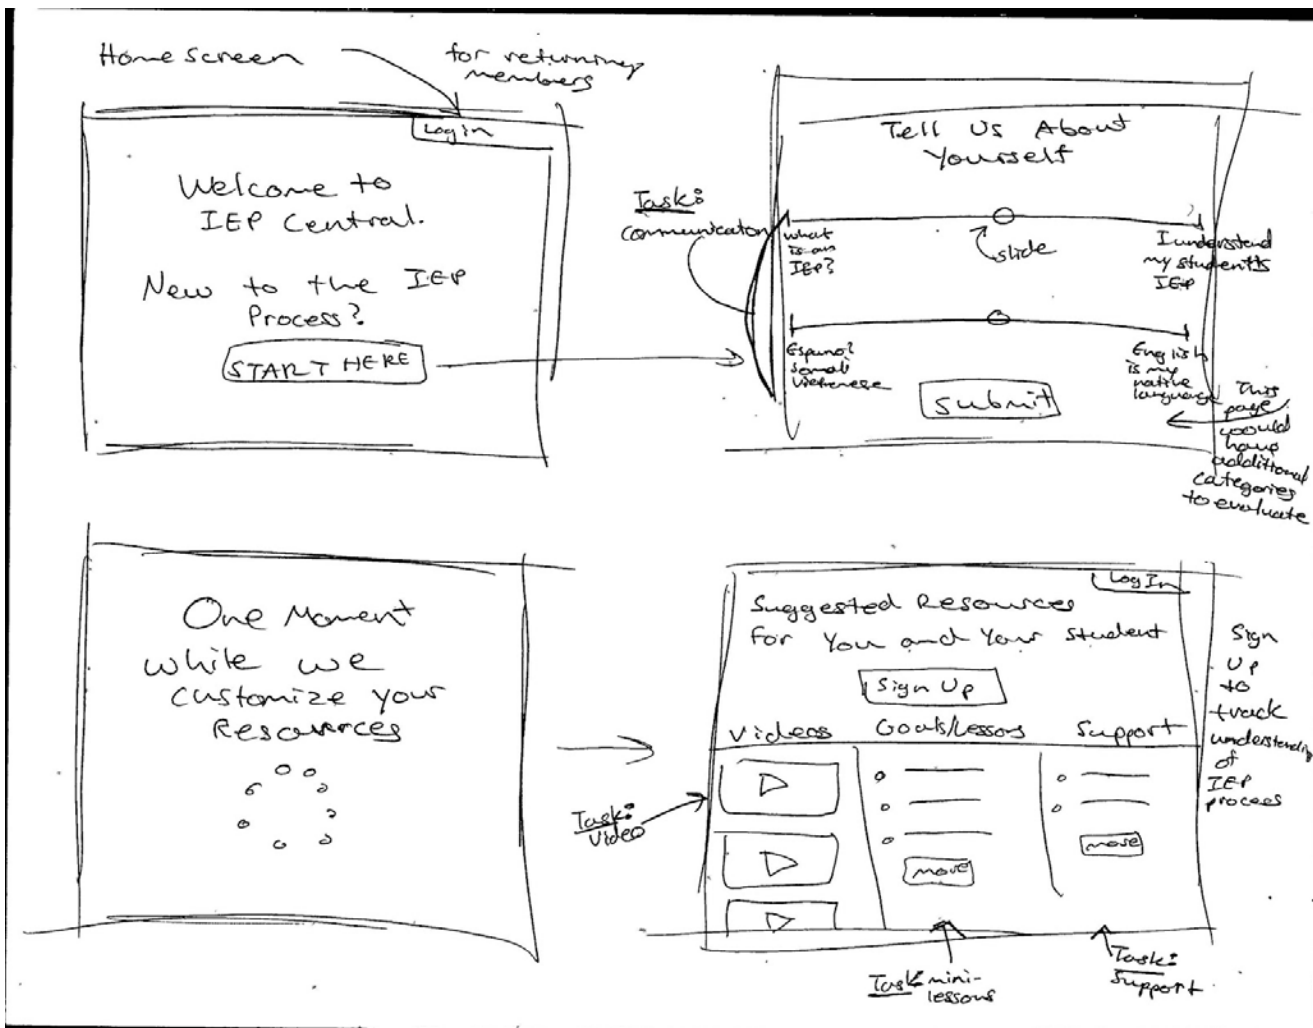 Home Screen
for returning
members
Login
Welcome to
IEP Central.
New to the IEP
Process?
START HERE
Tell Us About
Yourself
Task:
Communication
What
is an
IEP?
slide
I understand
my student's
IEP
Somali
English
is my
native
language
Submit
This
page
would
have
additional
categories
to evaluate
One Moment
while we
customize your
Resources
Log In
Suggested Resources
for You and Your Student
Sign Up
Videos Goals/Lessons Support
more
more
Sign
Up
to
track
understanding
of
IEP
process
Task:
Video
Task: mini-
lessons
Task:
Support